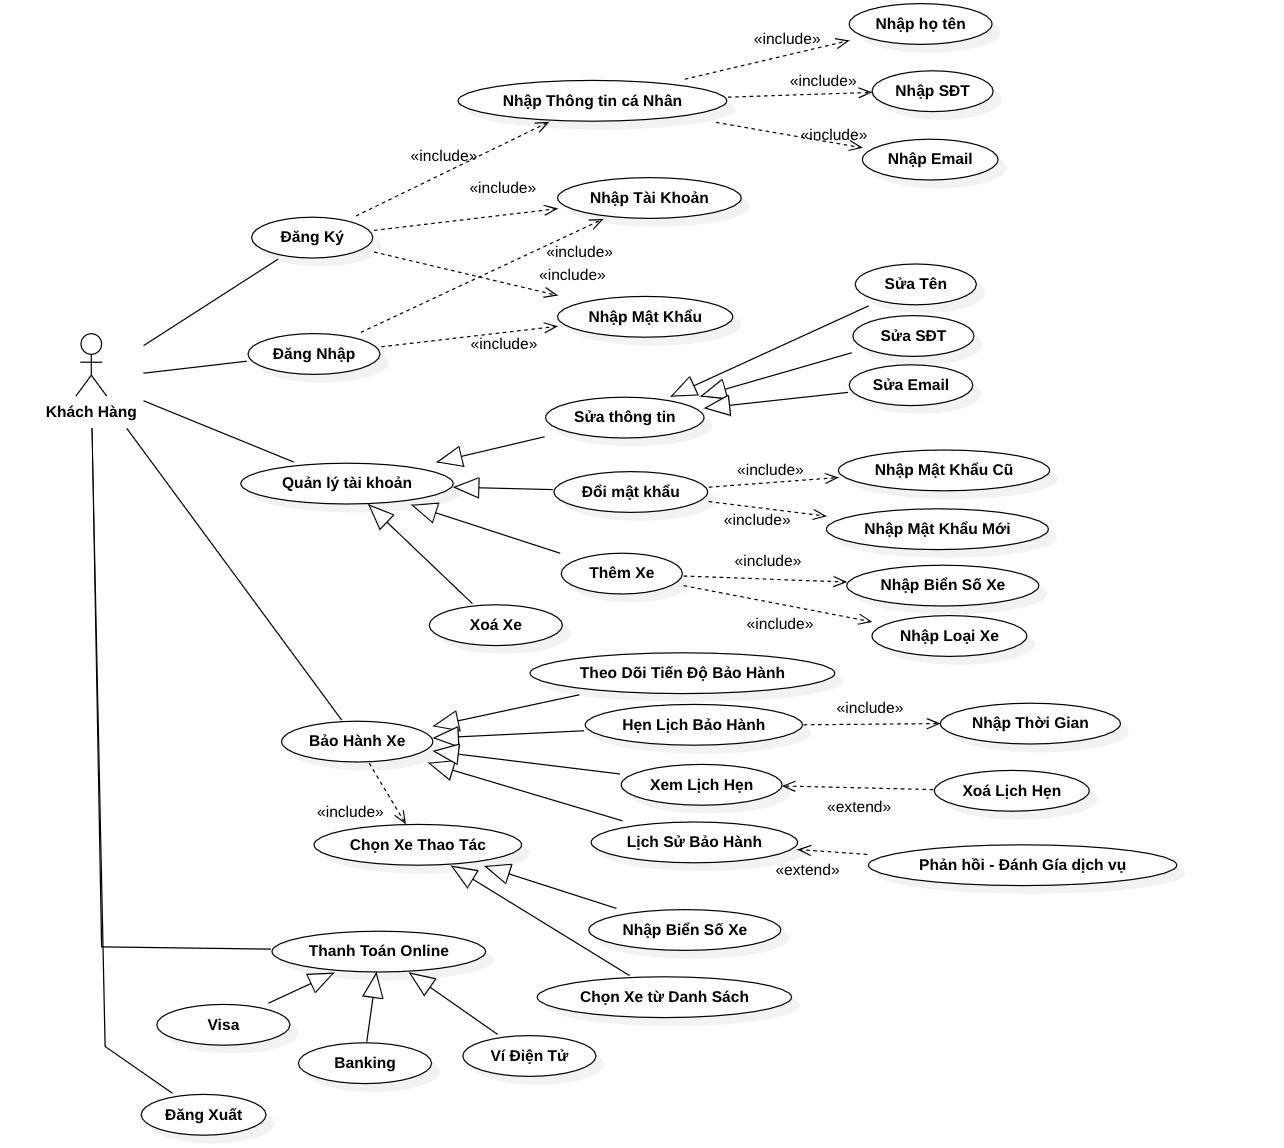 Nhập họ tên
«include»
«include»
Nhập SĐT
Nhập Thông tin cá Nhân
«include»
Nhập Email
«include»
«include»
Nhập Tài Khoản
Đăng Ký
«include»
«include»
Sửa Tên
Nhập Mật Khẩu
Sửa SĐT
«include»
Đăng Nhập
Sửa Email
Khách Hàng
Sửa thông tin
«include»
Nhập Mật Khẩu Cũ
Quản lý tài khoản
Đổi mật khẩu
«include»
Nhập Mật Khẩu Mới
«include»
Thêm Xe
Nhập Biển Số Xe
Xoá Xe
«include»
Nhập Loại Xe
Theo Dõi Tiến Độ Bảo Hành
«include»
Hẹn Lịch Bảo Hành
Nhập Thời Gian
Bảo Hành Xe
Xem Lịch Hẹn
Xoá Lịch Hẹn
«include»
«extend»
Chọn Xe Thao Tác
Lịch Sử Bảo Hành
«extend»
Phản hồi - Đánh Gía dịch vụ
Nhập Biển Số Xe
Thanh Toán Online
Chọn Xe từ Danh Sách
Visa
Banking
Ví Điện Tử
Đăng Xuất